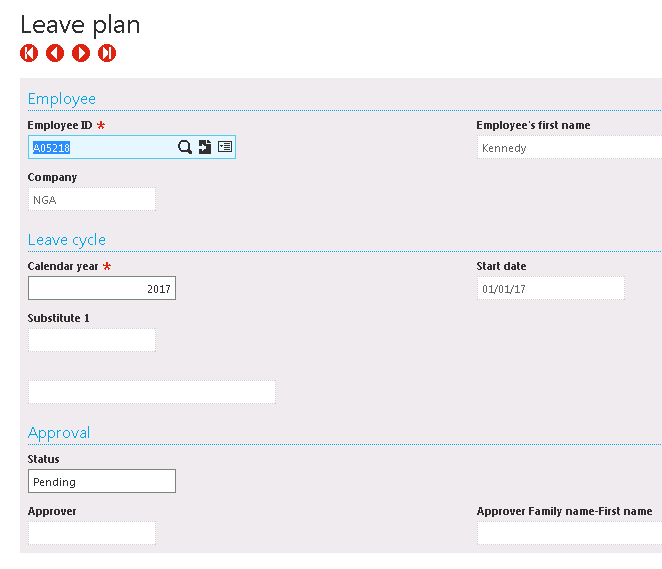 Leave plan
Employee
Employee ID * Employee's first name
A05218 Kennedy
Company
NGA
Leave cycle
Calendar year * Start date
2017 01/01/17
Substitute 1
Approval
Status
Pending
Approver Approver Family name-First name